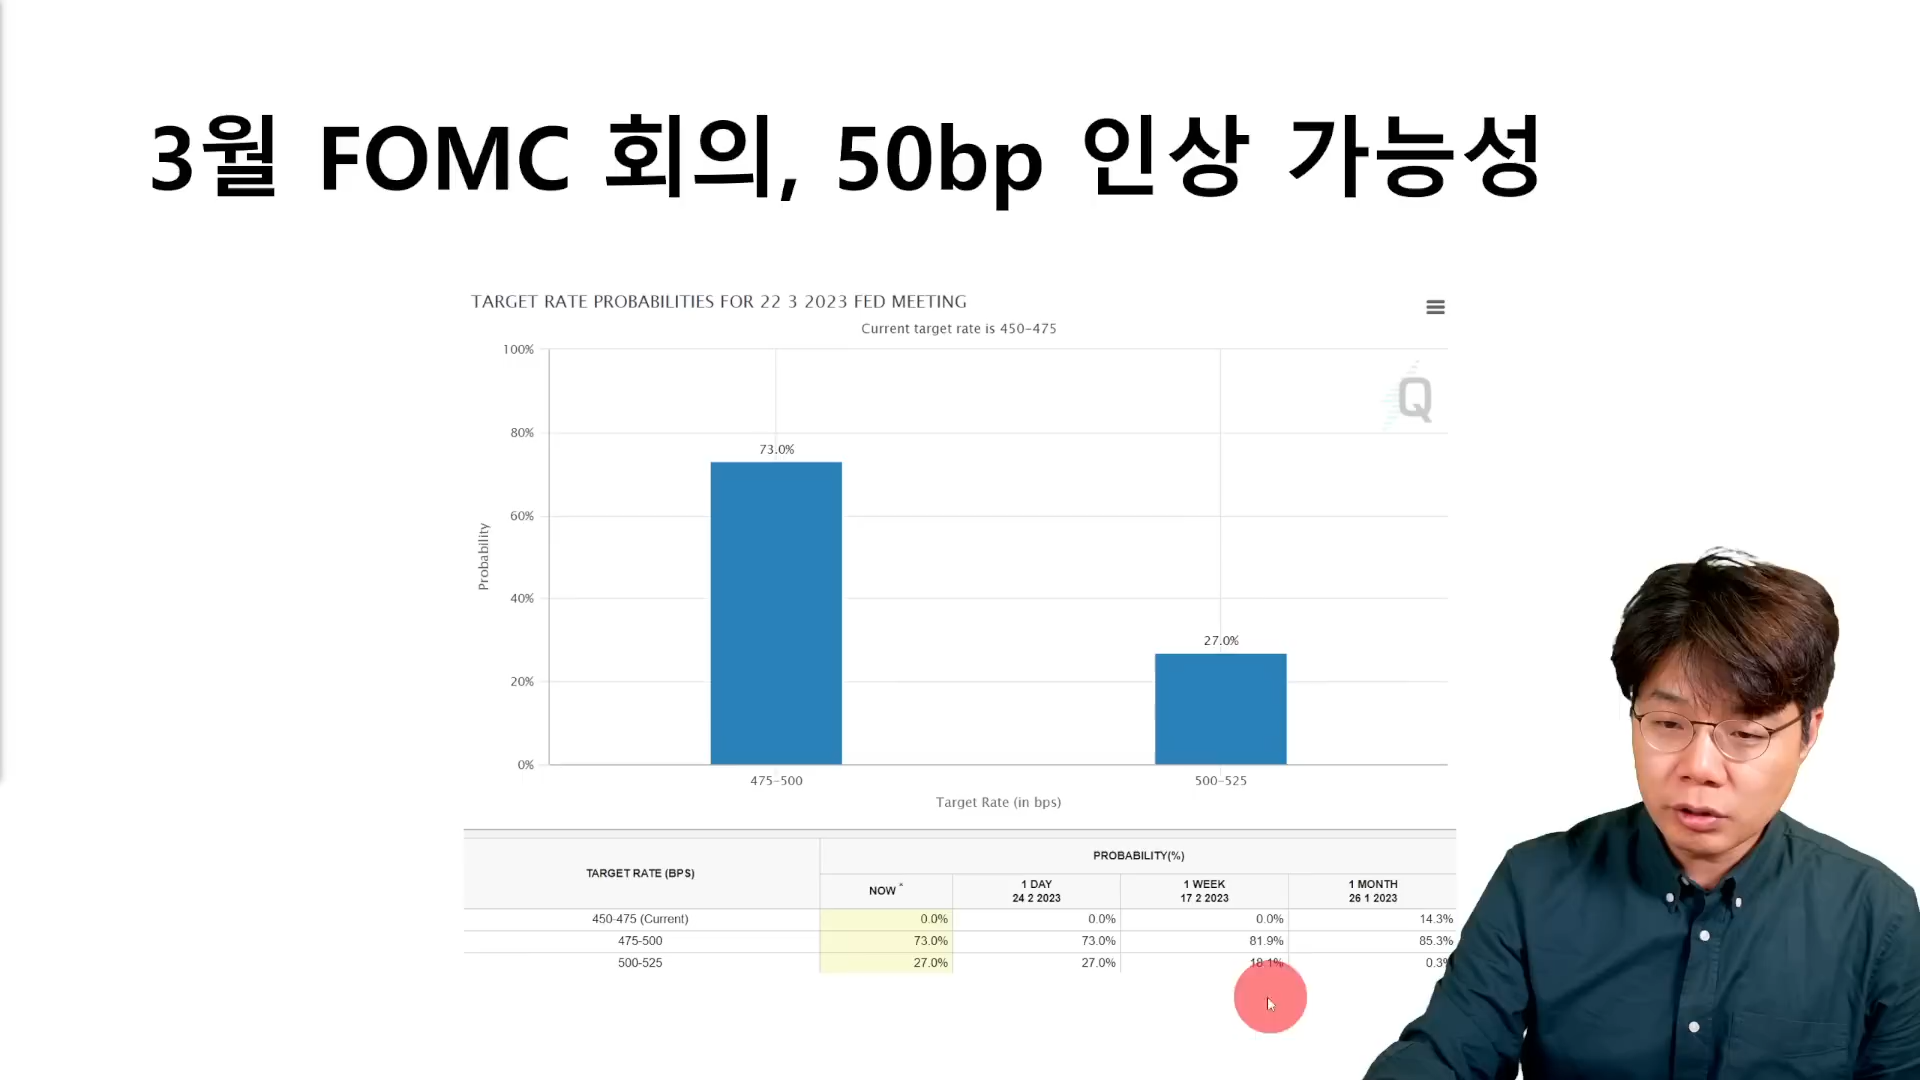 3월 FOMC 회의, 50bp 인상 가능성
TARGET RATE PROBABILITIES FOR 22 3 2023 FED MEETING
Current target rate is 450-475
Q
100%
80%
60%
40%
20%
0%
Probability
73.0%
27.0%
475-500
500-525
Target Rate (in bps)
TARGET RATE (BPS)
PROBABILITY(%)
NOW *
1 DAY
24 2 2023
1 WEEK
17 2 2023
1 MONTH
26 1 2023
450-475 (Current) 0.0% 0.0% 0.0% 14.3%
475-500 73.0% 73.0% 81.9% 85.3%
500-525 27.0% 27.0% 18.1% 0.3%